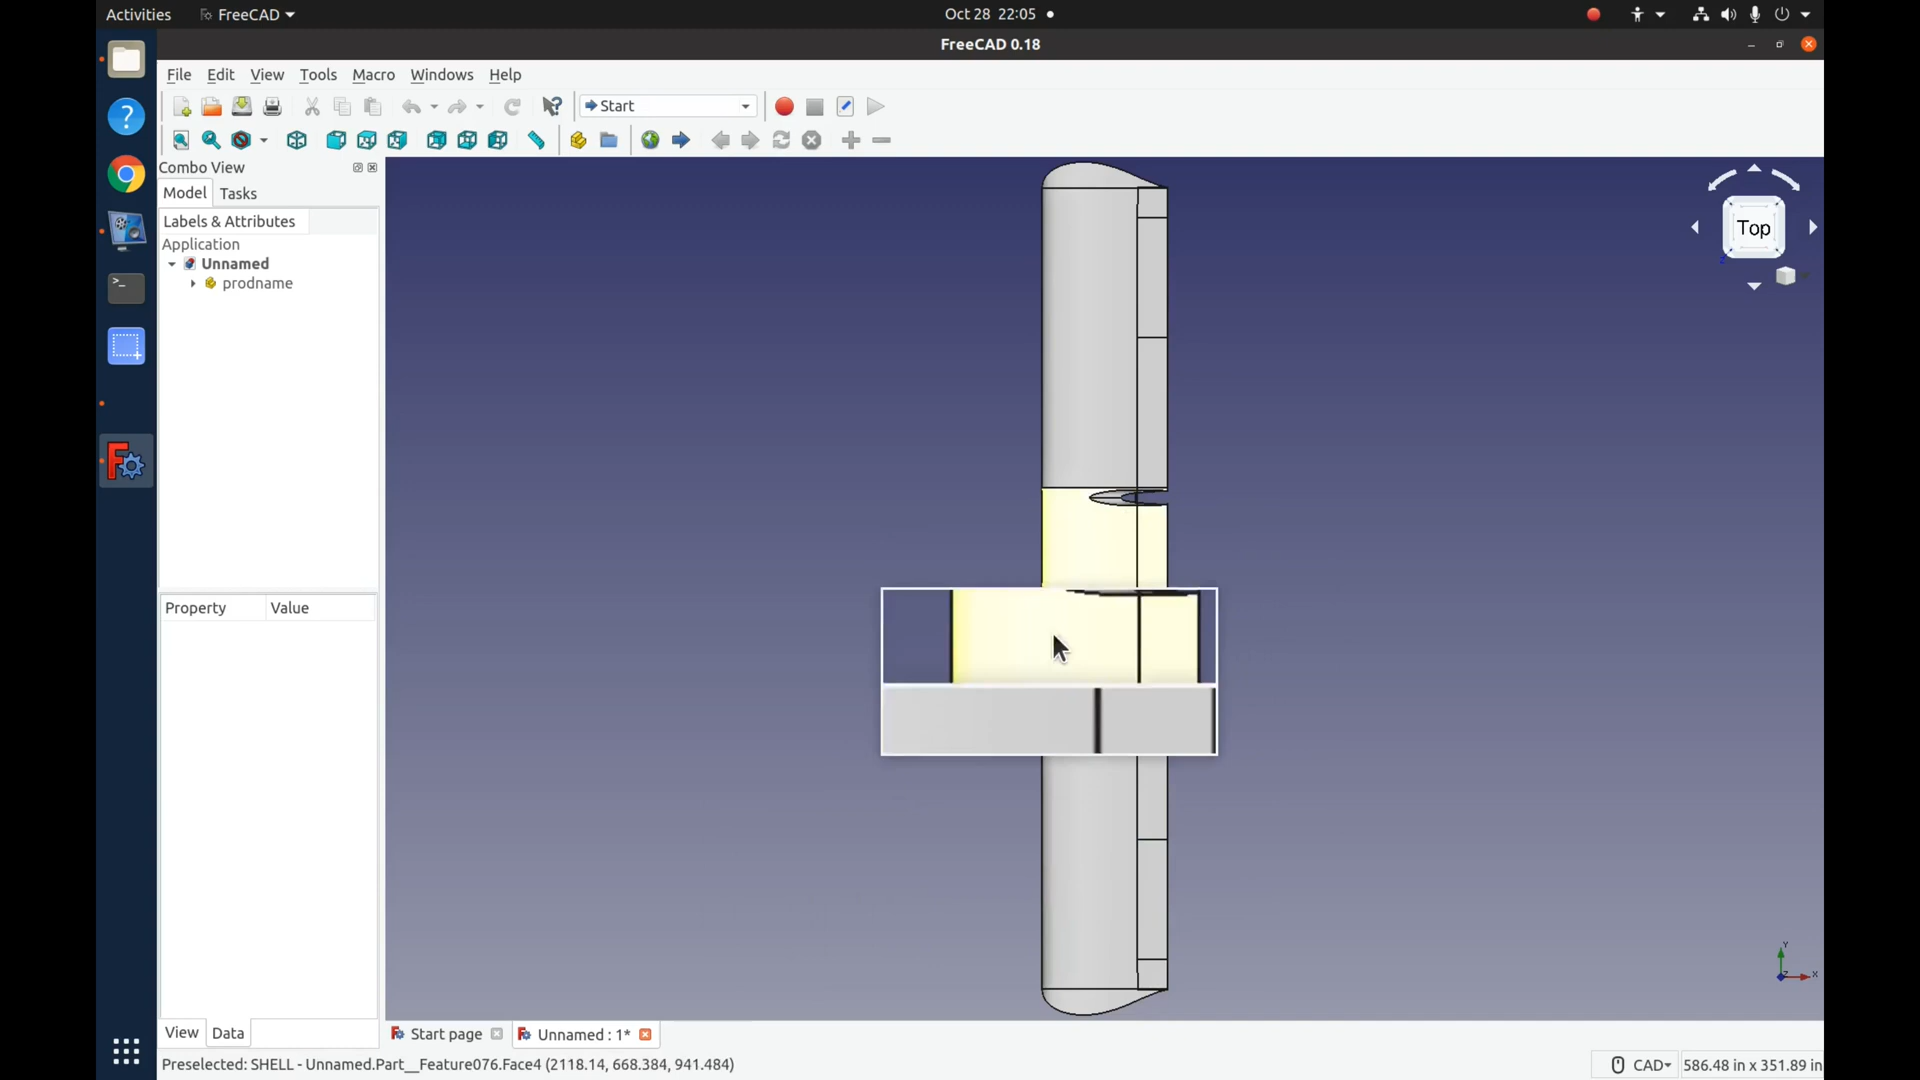 Activities FreeCAD Oct 28 22:05
FreeCAD 0.18
File Edit View Tools Macro Windows Help
Start
Combo View
Model Tasks
Labels & Attributes
Application
Unnamed
prodname
Top
Property Value
Y
Z X
View Data Start page Unnamed : 1*
Preselected: SHELL - Unnamed.Part__Feature076.Face4 (2118.14, 668.384, 941.484) CAD 586.48 in x 351.89 in